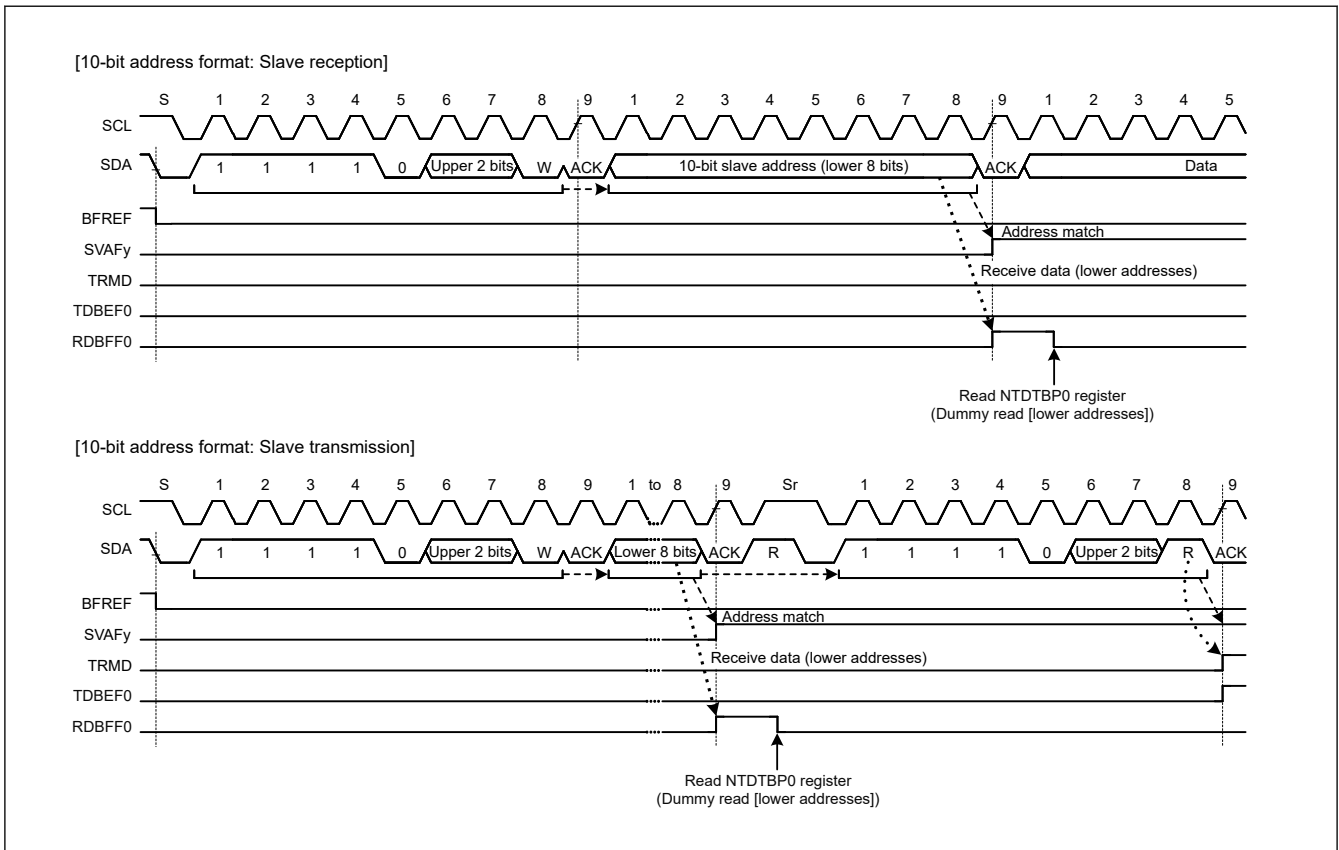 [10-bit address format: Slave reception]
S 1 2 3 4 5 6 7 8 9 1 2 3 4 5 6 7 8 9 1 2 3 4 5
SCL
SDA 1 1 1 1 0 Upper 2 bits W ACK 10-bit slave address (lower 8 bits) ACK Data
BFREF
Address match
SVAFy
Receive data (lower addresses)
TRMD
TDBEF0
RDBFF0
Read NTDTBP0 register
(Dummy read [lower addresses])
[10-bit address format: Slave transmission]
S 1 2 3 4 5 6 7 8 9 1 to 8 9 Sr 1 2 3 4 5 6 7 8 9
SCL
SDA 1 1 1 1 0 Upper 2 bits W ACK Lower 8 bits ACK R 1 1 1 1 0 Upper 2 bits R ACK
BFREF
Address match
SVAFy
Receive data (lower addresses)
TRMD
TDBEF0
RDBFF0
Read NTDTBP0 register
(Dummy read [lower addresses])